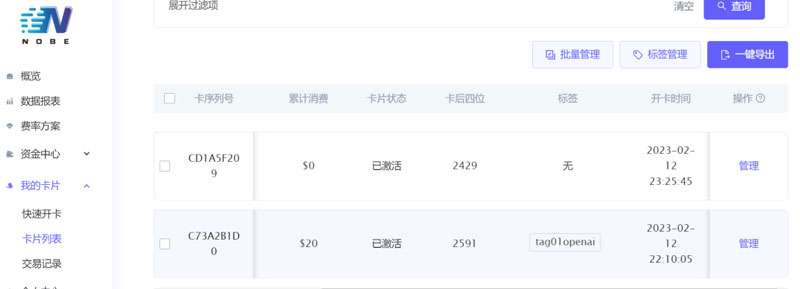 展开过滤项
清空
查询
NOBE
批量管理
标签管理
一键导出
概览
数据报表
费率方案
资金中心
我的卡片
快速开卡
卡片列表
交易记录
卡序列号 累计消费 卡片状态 卡后四位 标签 开卡时间 操作
CD1A5F20
9
$0
已激活
2429
无
2023-02-
12
23:25:45
管理
C73A2B1D
0
$20
已激活
2591
tag01openai
2023-02-
12
22:10:05
管理